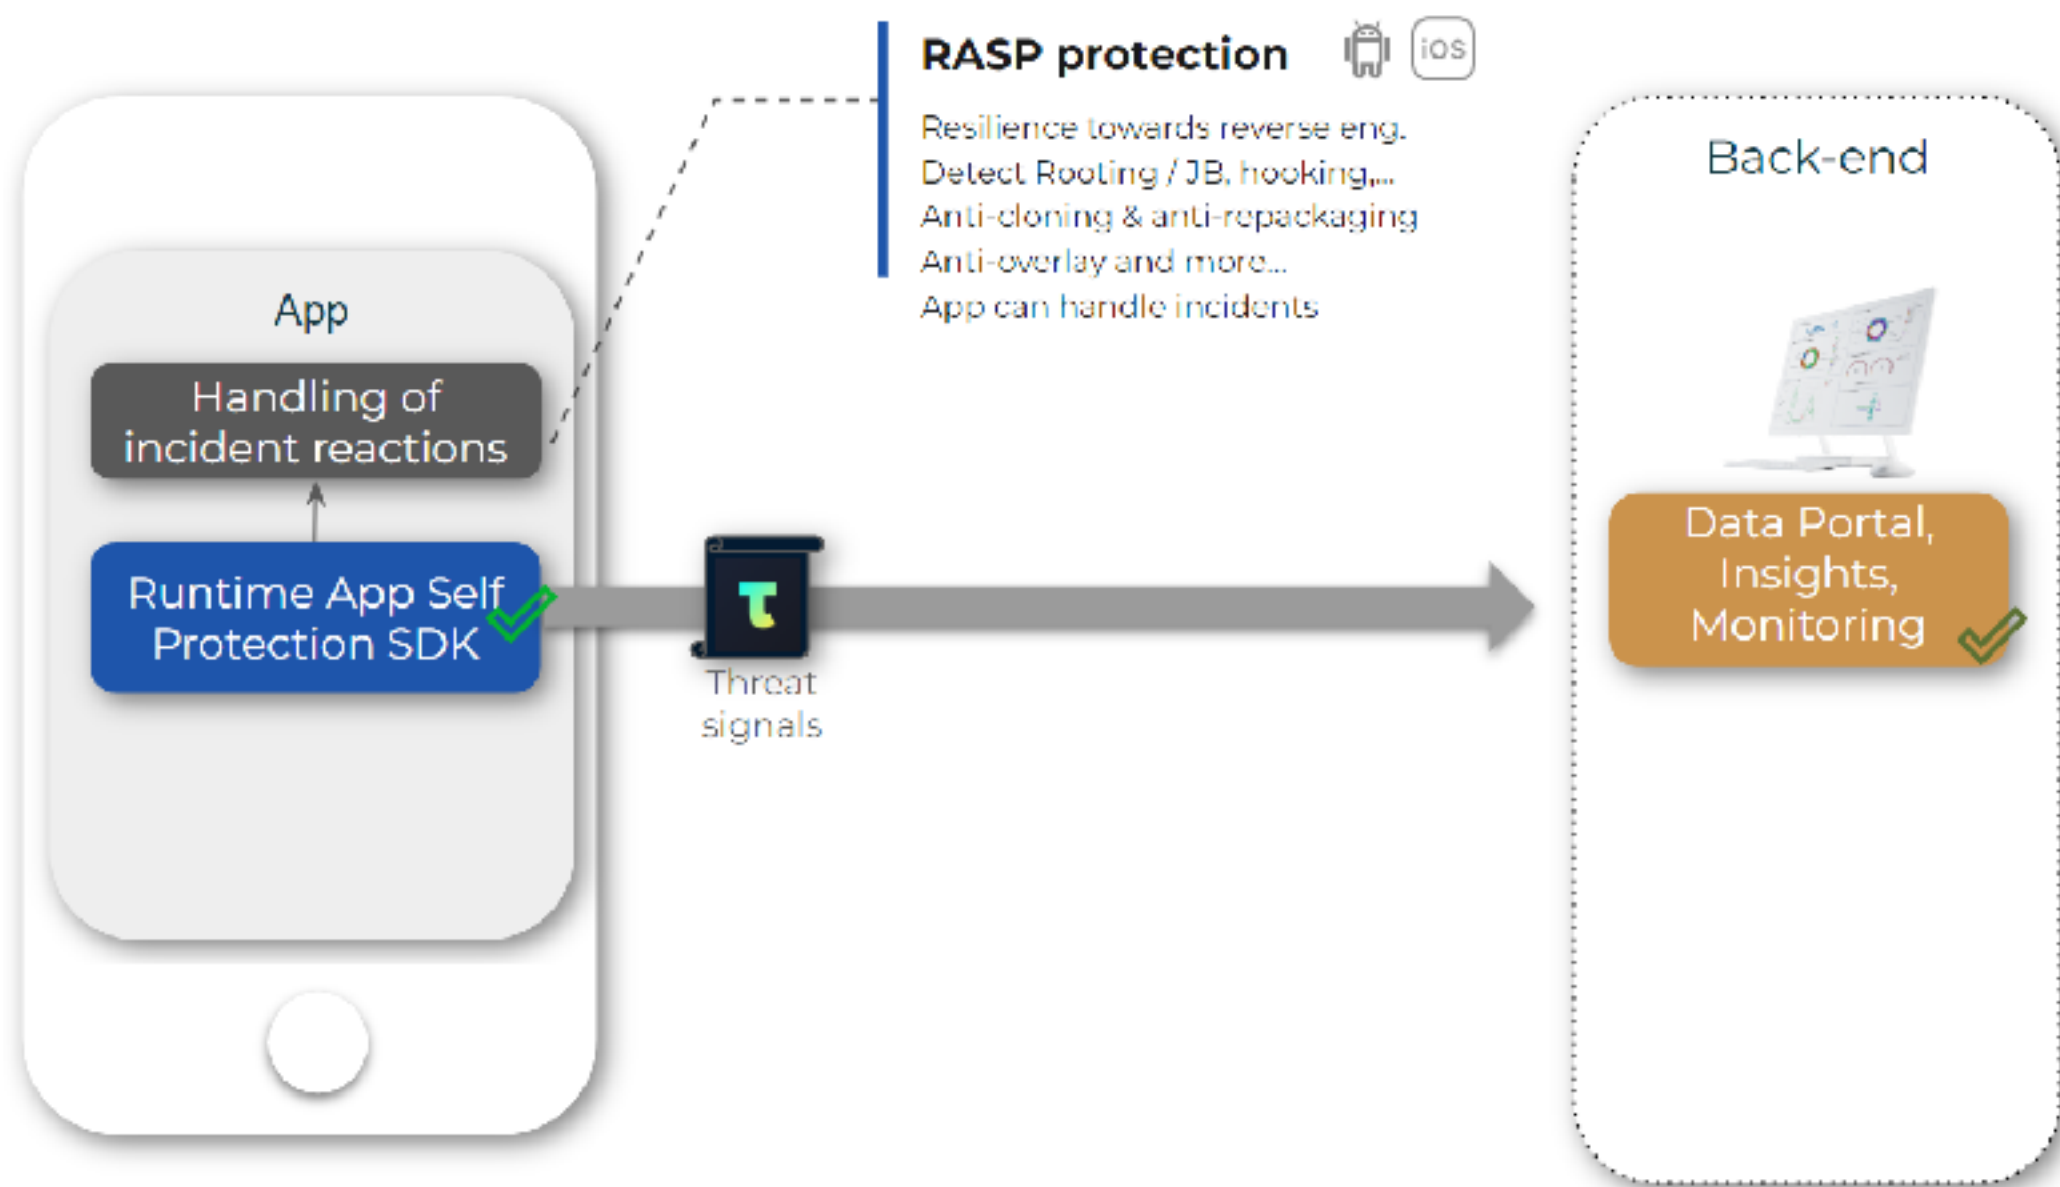 RASP protection
iOS
Resilience towards reverse eng.
Detect Rooting / JB, hooking,...
Anti-cloning & anti-repackaging
Anti-overlay and more...
App can handle incidents
App
Handling of
incident reactions
Runtime App Self
Protection SDK
Threat
signals
Back-end
Data Portal,
Insights,
Monitoring